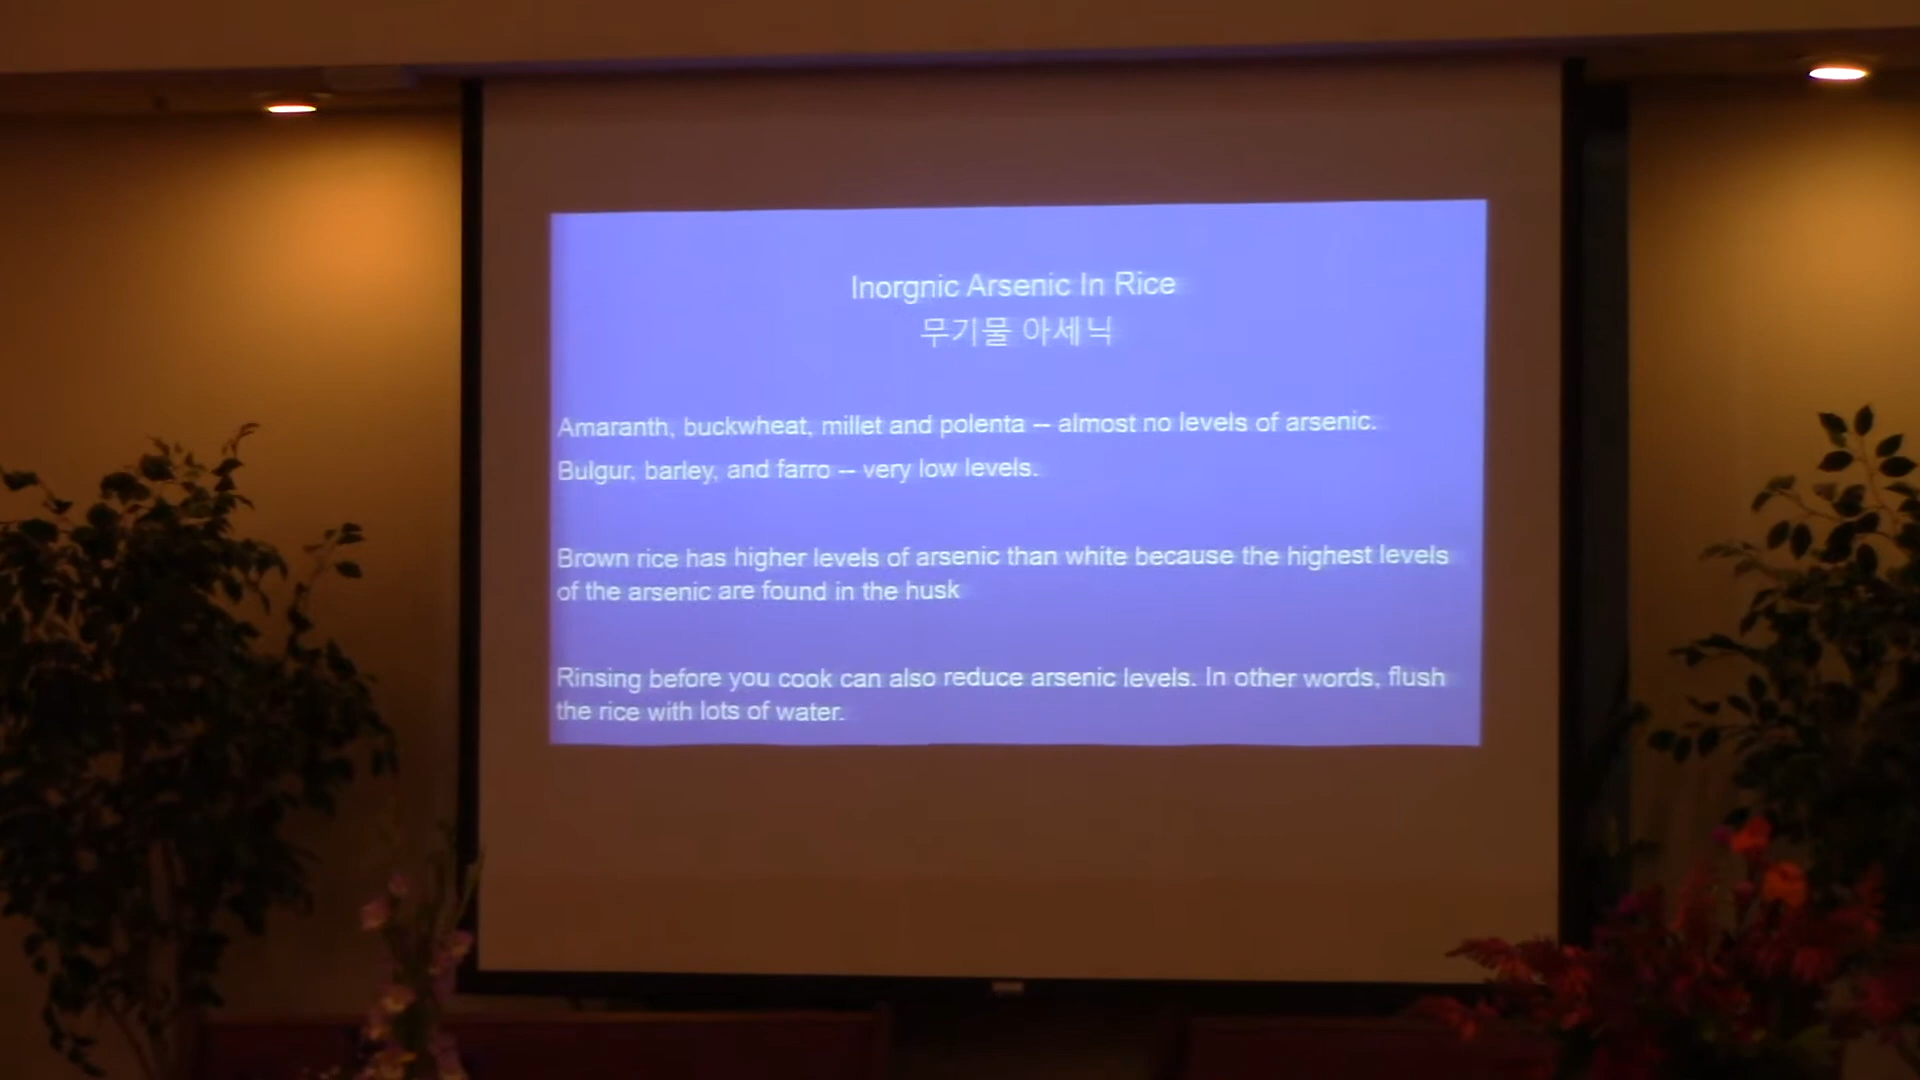 Inorgnic Arsenic In Rice
무기물 아세닉
Amaranth, buckwheat, millet and polenta – almost no levels of arsenic.
Bulgur, barley, and farro – very low levels.
Brown rice has higher levels of arsenic than white because the highest levels
of the arsenic are found in the husk
Rinsing before you cook can also reduce arsenic levels. In other words, flush
the rice with lots of water.